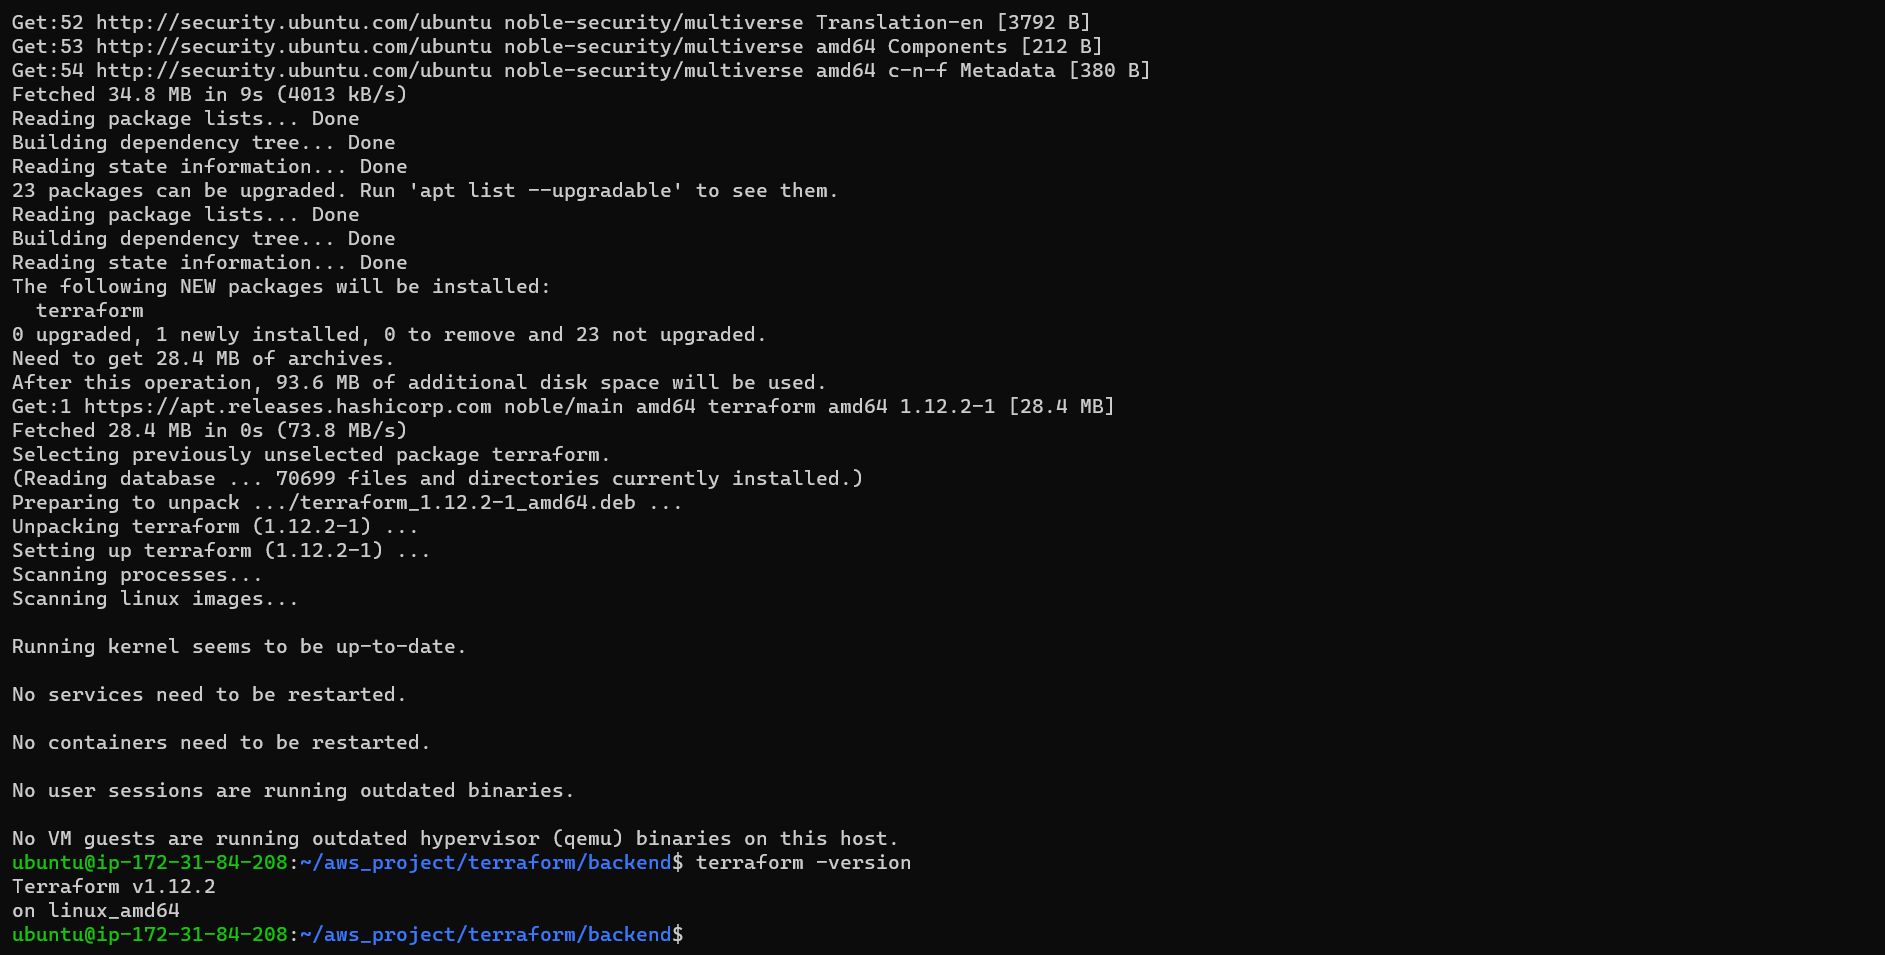 Get:52 http://security.ubuntu.com/ubuntu noble-security/multiverse Translation-en [3792 B]
Get:53 http://security.ubuntu.com/ubuntu noble-security/multiverse amd64 Components [212 B]
Get:54 http://security.ubuntu.com/ubuntu noble-security/multiverse amd64 c-n-f Metadata [380 B]
Fetched 34.8 MB in 9s (4013 kB/s)
Reading package lists... Done
Building dependency tree... Done
Reading state information... Done
23 packages can be upgraded. Run 'apt list --upgradable' to see them.
Reading package lists... Done
Building dependency tree... Done
Reading state information... Done
The following NEW packages will be installed:
  terraform
0 upgraded, 1 newly installed, 0 to remove and 23 not upgraded.
Need to get 28.4 MB of archives.
After this operation, 93.6 MB of additional disk space will be used.
Get:1 https://apt.releases.hashicorp.com noble/main amd64 terraform amd64 1.12.2-1 [28.4 MB]
Fetched 28.4 MB in 0s (73.8 MB/s)
Selecting previously unselected package terraform.
(Reading database ... 70699 files and directories currently installed.)
Preparing to unpack .../terraform_1.12.2-1_amd64.deb ...
Unpacking terraform (1.12.2-1) ...
Setting up terraform (1.12.2-1) ...
Scanning processes...
Scanning linux images...

Running kernel seems to be up-to-date.

No services need to be restarted.

No containers need to be restarted.

No user sessions are running outdated binaries.

No VM guests are running outdated hypervisor (qemu) binaries on this host.
ubuntu@ip-172-31-84-208:~/aws_project/terraform/backend$ terraform -version
Terraform v1.12.2
on linux_amd64
ubuntu@ip-172-31-84-208:~/aws_project/terraform/backend$